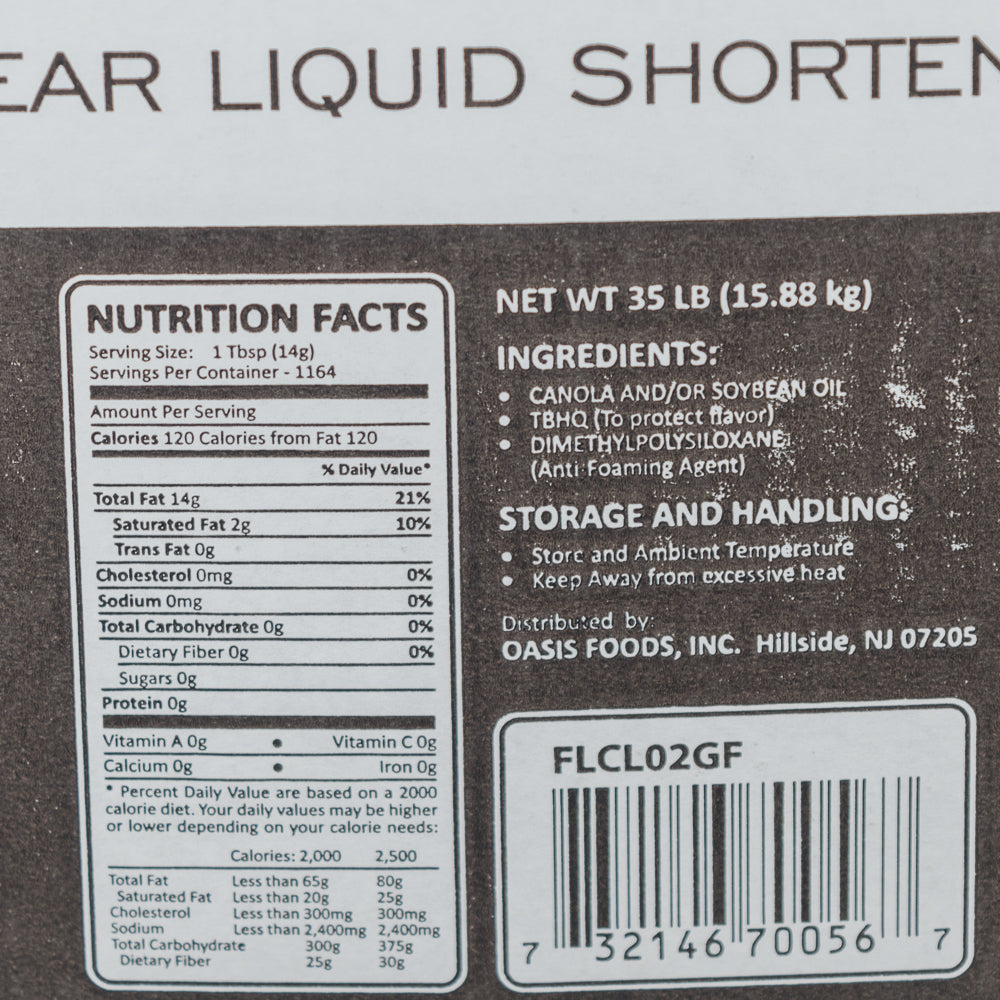 EAR LIQUID SHORTEN
NUTRITION FACTS
Serving Size: 1 Tbsp (14g)
Servings Per Container - 1164
Amount Per Serving
Calories 120 Calories from Fat 120
% Daily Value*
Total Fat 14g 21%
Saturated Fat 2g 10%
Trans Fat 0g
Cholesterol 0mg 0%
Sodium 0mg 0%
Total Carbohydrate 0g 0%
Dietary Fiber 0g 0%
Sugars 0g
Protein 0g
Vitamin A 0g • Vitamin C 0g
Calcium 0g • Iron 0g
* Percent Daily Value are based on a 2000
calorie diet. Your daily values may be higher
or lower depending on your calorie needs:
Calories: 2,000 2,500
Total Fat Less than 65g 80g
Saturated Fat Less than 20g 25g
Cholesterol Less than 300mg 300mg
Sodium Less than 2,400mg 2,400mg
Total Carbohydrate 300g 375g
Dietary Fiber 25g 30g
NET WT 35 LB (15.88 kg)
INGREDIENTS:
• CANOLA AND/OR SOYBEAN OIL
• TBHQ (To protect flavor)
• DIMETHYLPOLYSILOXANE
(Anti Foaming Agent)
STORAGE AND HANDLING:
• Store and Ambient Temperature
• Keep Away from excessive heat
Distributed by:
OASIS FOODS, INC. Hillside, NJ 07205
FLCL02GF
7 32146 70056 7